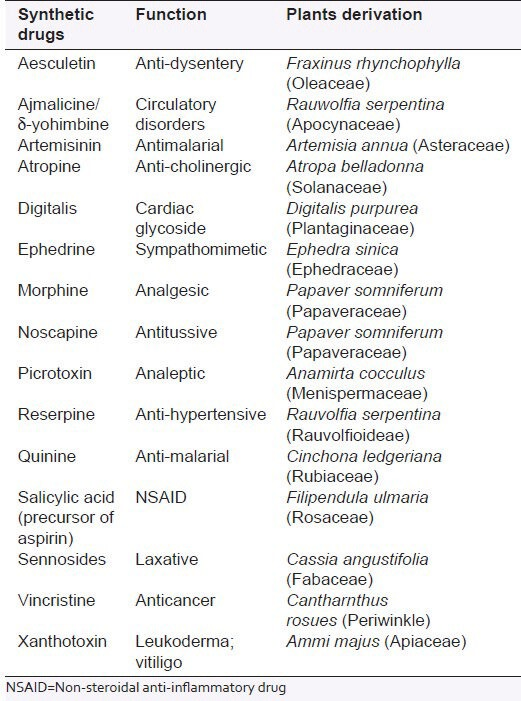 Synthetic drugs Function Plants derivation
Aesculetin Anti-dysentery Fraxinus rhynchophylla
(Oleaceae)
Ajmalicine/ Circulatory Rauwolfia serpentina
δ-yohimbine disorders (Apocynaceae)
Artemisinin Antimalarial Artemisia annua (Asteraceae)
Atropine Anti-cholinergic Atropa belladonna
(Solanaceae)
Digitalis Cardiac Digitalis purpurea
glycoside (Plantaginaceae)
Ephedrine Sympathomimetic Ephedra sinica
(Ephedraceae)
Morphine Analgesic Papaver somniferum
(Papaveraceae)
Noscapine Antitussive Papaver somniferum
(Papaveraceae)
Picrotoxin Analeptic Anamirta cocculus
(Menispermaceae)
Reserpine Anti-hypertensive Rauvolfia serpentina
(Rauvolfioideae)
Quinine Anti-malarial Cinchona ledgeriana
(Rubiaceae)
Salicylic acid NSAID Filipendula ulmaria
(precursor of (Rosaceae)
aspirin)
Sennosides Laxative Cassia angustifolia
(Fabaceae)
Vincristine Anticancer Cantharnthus
rosues (Periwinkle)
Xanthotoxin Leukoderma; Ammi majus (Apiaceae)
vitiligo
NSAID=Non-steroidal anti-inflammatory drug